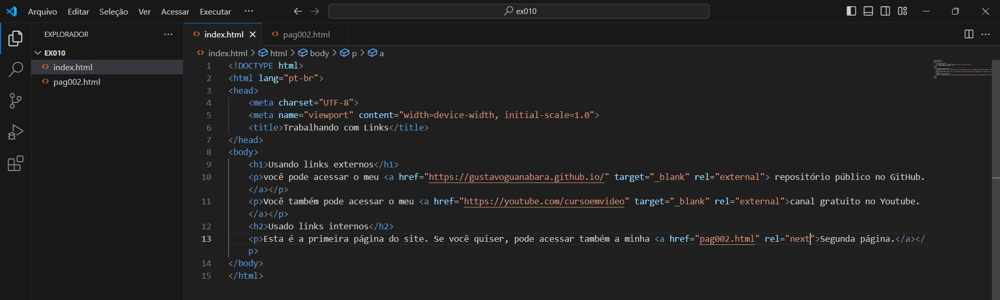 Arquivo Editar Seleção Ver Acessar Executar ··· ex010
EXPLORADOR ···
EX010
index.html
pag002.html
index.html pag002.html ···
index.html > html > body > p > a
1 <!DOCTYPE html>
2 <html lang="pt-br">
3 <head>
4 <meta charset="UTF-8">
5 <meta name="viewport" content="width=device-width, initial-scale=1.0">
6 <title>Trabalhando com Links</title>
7 </head>
8 <body>
9 <h1>Usando links externos</h1>
10 <p>você pode acessar o meu <a href="https://gustavoguanabara.github.io/" target="_blank" rel="external"> repositório público no GitHub.
</a></p>
11 <p>Você também pode acessar o meu <a href="https://youtube.com/cursoemvideo" target="_blank" rel="external">canal gratuito no Youtube.
</a></p>
12 <h2>Usado links internos</h2>
13 <p>Esta é a primeira página do site. Se você quiser, pode acessar também a minha <a href="pag002.html" rel="next">Segunda página.</a></
p>
14 </body>
15 </html>